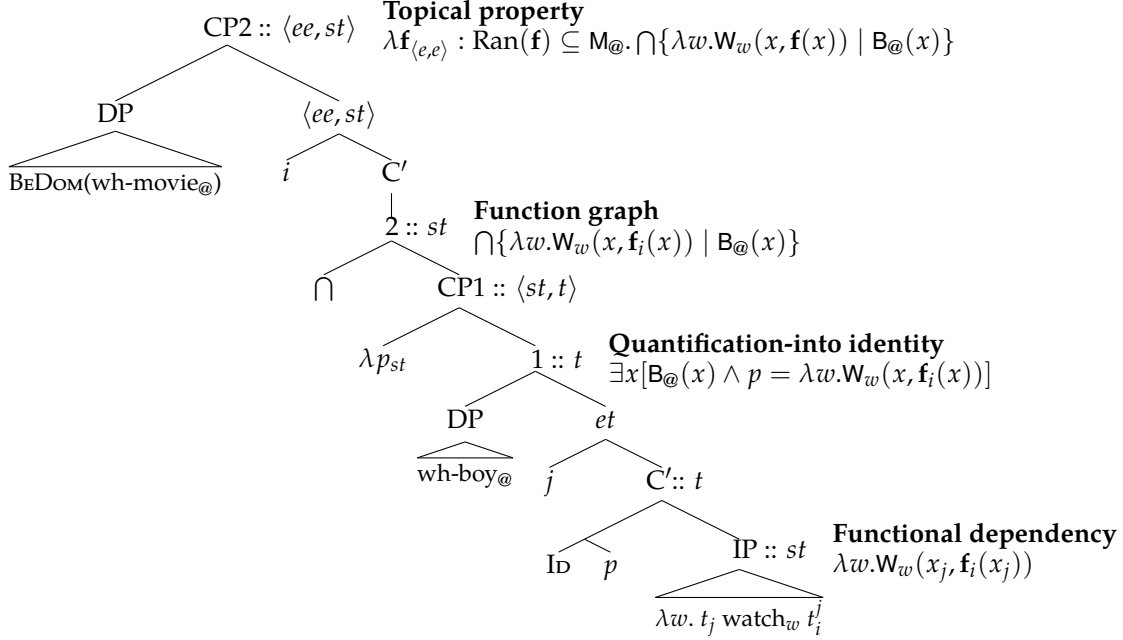 Topical property
CP2 :: ⟨ee, st⟩
λf⟨e,e⟩ : Ran(f) ⊆ M@. ⋂{λw.Ww(x, f(x)) | B@(x)}
DP
⟨ee, st⟩
BEDOM(wh-movie@)
i
C′
2 :: st
Function graph
⋂{λw.Ww(x, fi(x)) | B@(x)}
⋂
CP1 :: ⟨st, t⟩
λpst
1 :: t
Quantification-into identity
∃x[B@(x) ∧ p = λw.Ww(x, fi(x))]
DP
et
wh-boy@
j
C′:: t
ID
p
IP :: st
Functional dependency
λw.Ww(xj, fi(xj))
λw. tj watchw tij